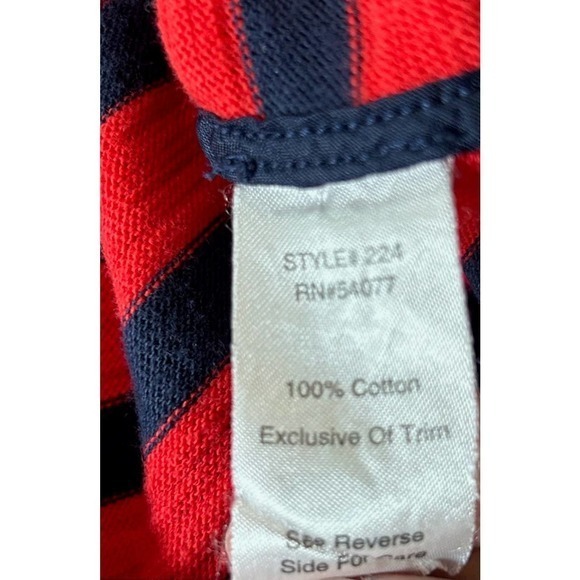 STYLE# 224
RN#54077
100% Cotton
Exclusive Of Trim
See Reverse
Side For Care